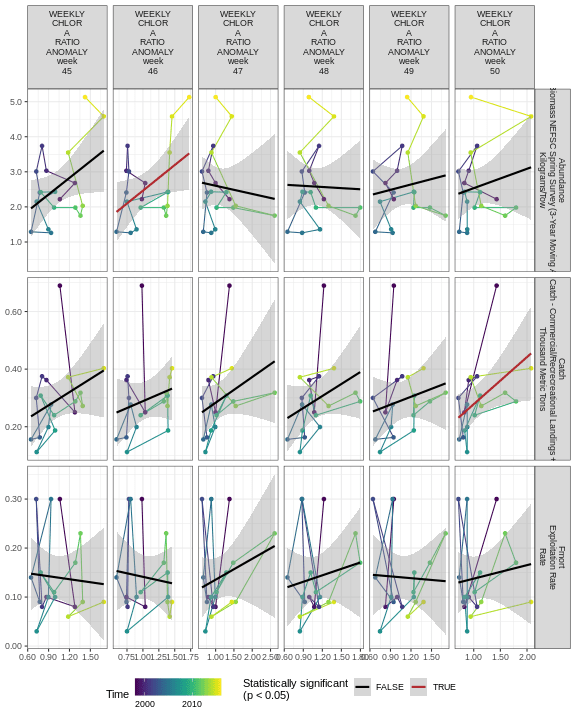 WEEKLY
CHLOR
A
RATIO
ANOMALY
week
45
WEEKLY
CHLOR
A
RATIO
ANOMALY
week
46
WEEKLY
CHLOR
A
RATIO
ANOMALY
week
47
WEEKLY
CHLOR
A
RATIO
ANOMALY
week
48
WEEKLY
CHLOR
A
RATIO
ANOMALY
week
49
WEEKLY
CHLOR
A
RATIO
ANOMALY
week
50
5.0
4.0
3.0
2.0
1.0
Abundance
iomass NEFSC Spring Survey (3-Year Moving A
Kilograms/Tow
0.60
0.40
0.20
Catch
Catch - Commercial/Recreational Landings +
Thousand Metric Tons
0.30
0.20
0.10
0.00
Fmort
Exploitation Rate
Rate
0.60 0.90 1.20 1.50
0.75 1.00 1.25 1.50 1.75
1.00 1.50 2.00 2.50
0.60 0.90 1.20 1.50
0.90 1.20 1.50
1.00 1.50 2.00
Time
2000 2010
Statistically significant
(p < 0.05)
FALSE
TRUE